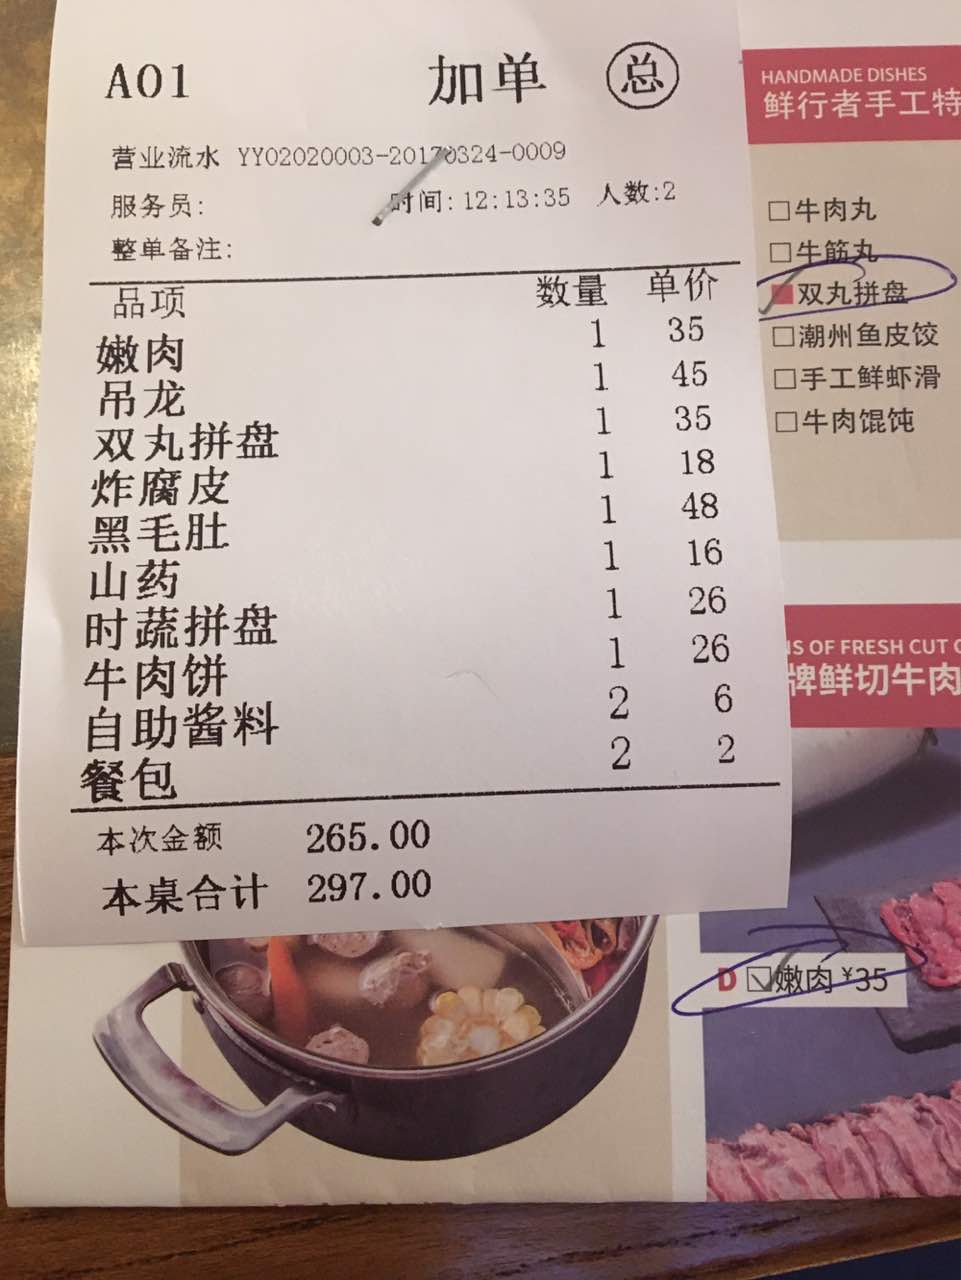 A01 加单 总
营业流水 YY02020003-20170324-0009
服务员: 时间: 12:13:35 人数:2
整单备注:
品项 数量 单价
嫩肉 1 35
吊龙 1 45
双丸拼盘 1 35
炸腐皮 1 18
黑毛肚 1 48
山药 1 16
时蔬拼盘 1 26
牛肉饼 1 26
自助酱料 2 6
餐包 2 2
本次金额 265.00
本桌合计 297.00
HANDMADE DISHES
鲜行者手工特
牛肉丸
牛筋丸
双丸拼盘
潮州鱼皮饺
手工鲜虾滑
牛肉馄饨
OF FRESH CUT
牌鲜切牛肉
D 嫩肉 ¥35